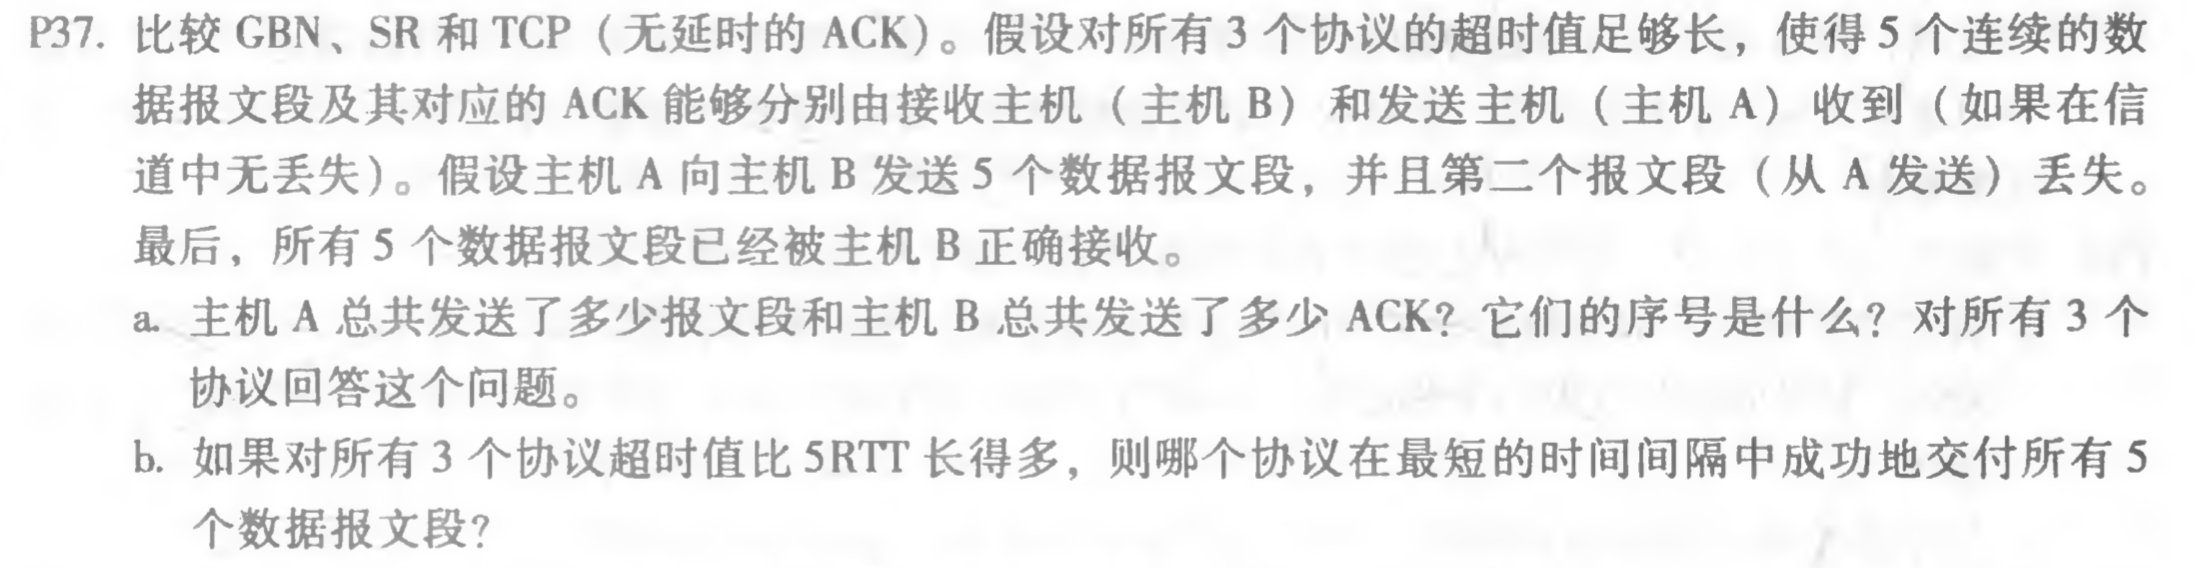 P37. 比较 GBN、SR 和 TCP（无延时的 ACK）。假设对所有 3 个协议的超时值足够长，使得 5 个连续的数
据报文段及其对应的 ACK 能够分别由接收主机（主机 B）和发送主机（主机 A）收到（如果在信
道中无丢失）。假设主机 A 向主机 B 发送 5 个数据报文段，并且第二个报文段（从 A 发送）丢失。
最后，所有 5 个数据报文段已经被主机 B 正确接收。
a. 主机 A 总共发送了多少报文段和主机 B 总共发送了多少 ACK？它们的序号是什么？对所有 3 个
协议回答这个问题。
b. 如果对所有 3 个协议超时值比 5RTT 长得多，则哪个协议在最短的时间间隔中成功地交付所有 5
个数据报文段？